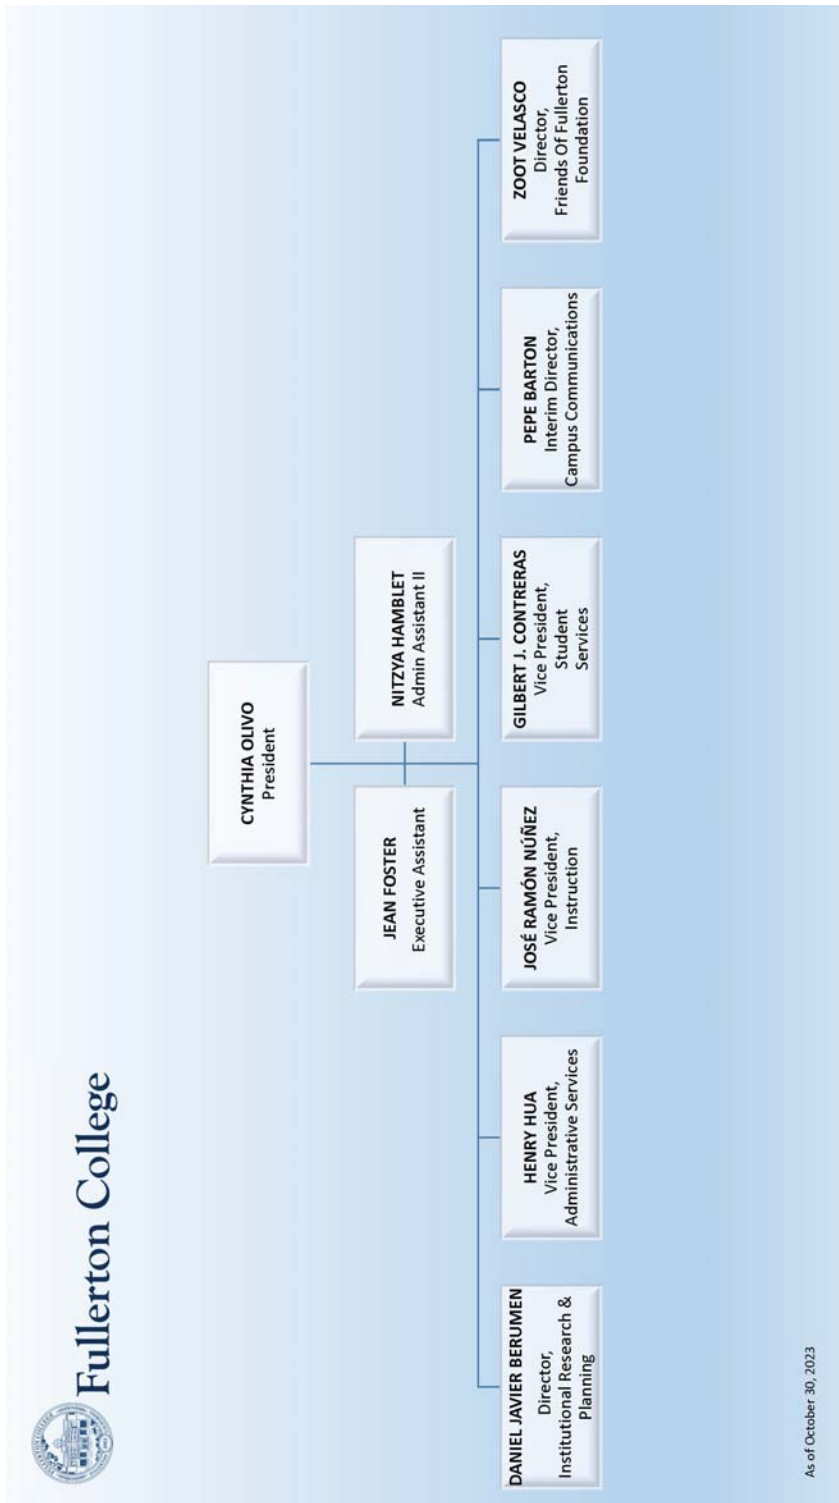 Fullerton College
CYNTHIA OLIVO
President
JEAN FOSTER
Executive Assistant
NITZYA HAMBLET
Admin Assistant II
DANIEL JAVIER BERUMEN
Director,
Institutional Research &
Planning
HENRY HUA
Vice President,
Administrative Services
JOSÉ RAMÓN NÚÑEZ
Vice President,
Instruction
GILBERT J. CONTRERAS
Vice President,
Student
Services
PEPE BARTON
Interim Director,
Campus Communications
ZOOT VELASCO
Director,
Friends Of Fullerton
Foundation
As of October 30, 2023